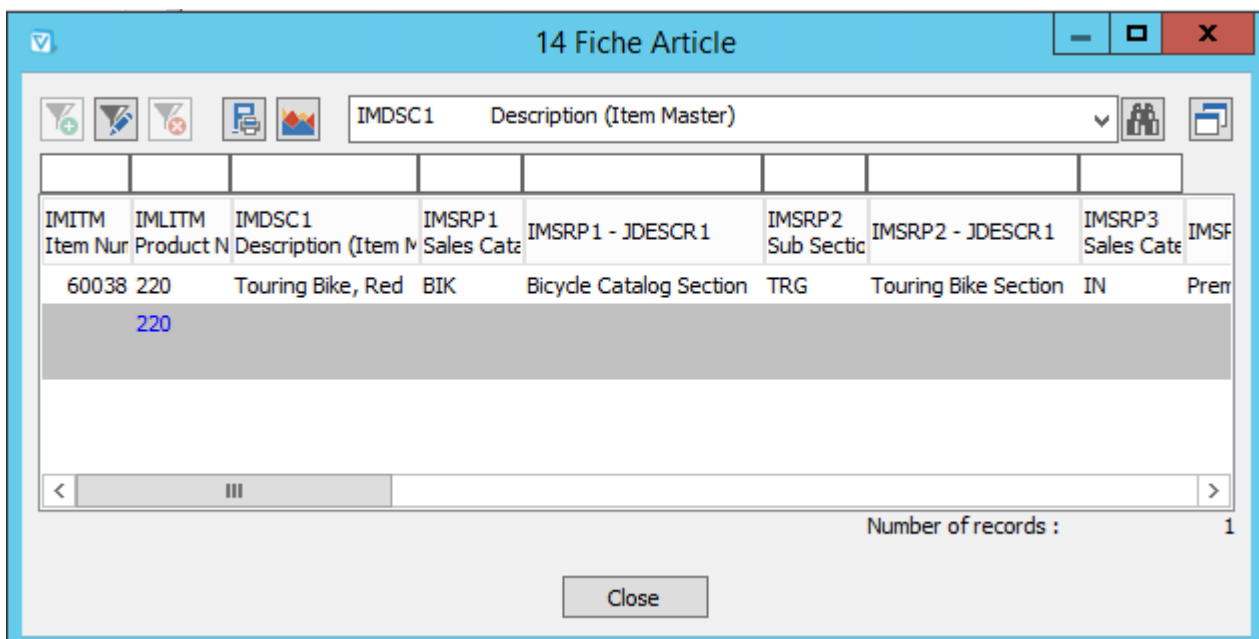 14 Fiche Article
IMDSC1 Description (Item Master)
IMITM IMLITM IMDSC1 IMSRP1 IMSRP1 - JDESCR1 IMSRP2 IMSRP2 - JDESCR1 IMSRP3 IMSR
Item Nur Product N Description (Item M Sales Cata Sub Sectio Sales Cate
60038 220 Touring Bike, Red BIK Bicycle Catalog Section TRG Touring Bike Section IN Prem
220
Number of records : 1
Close